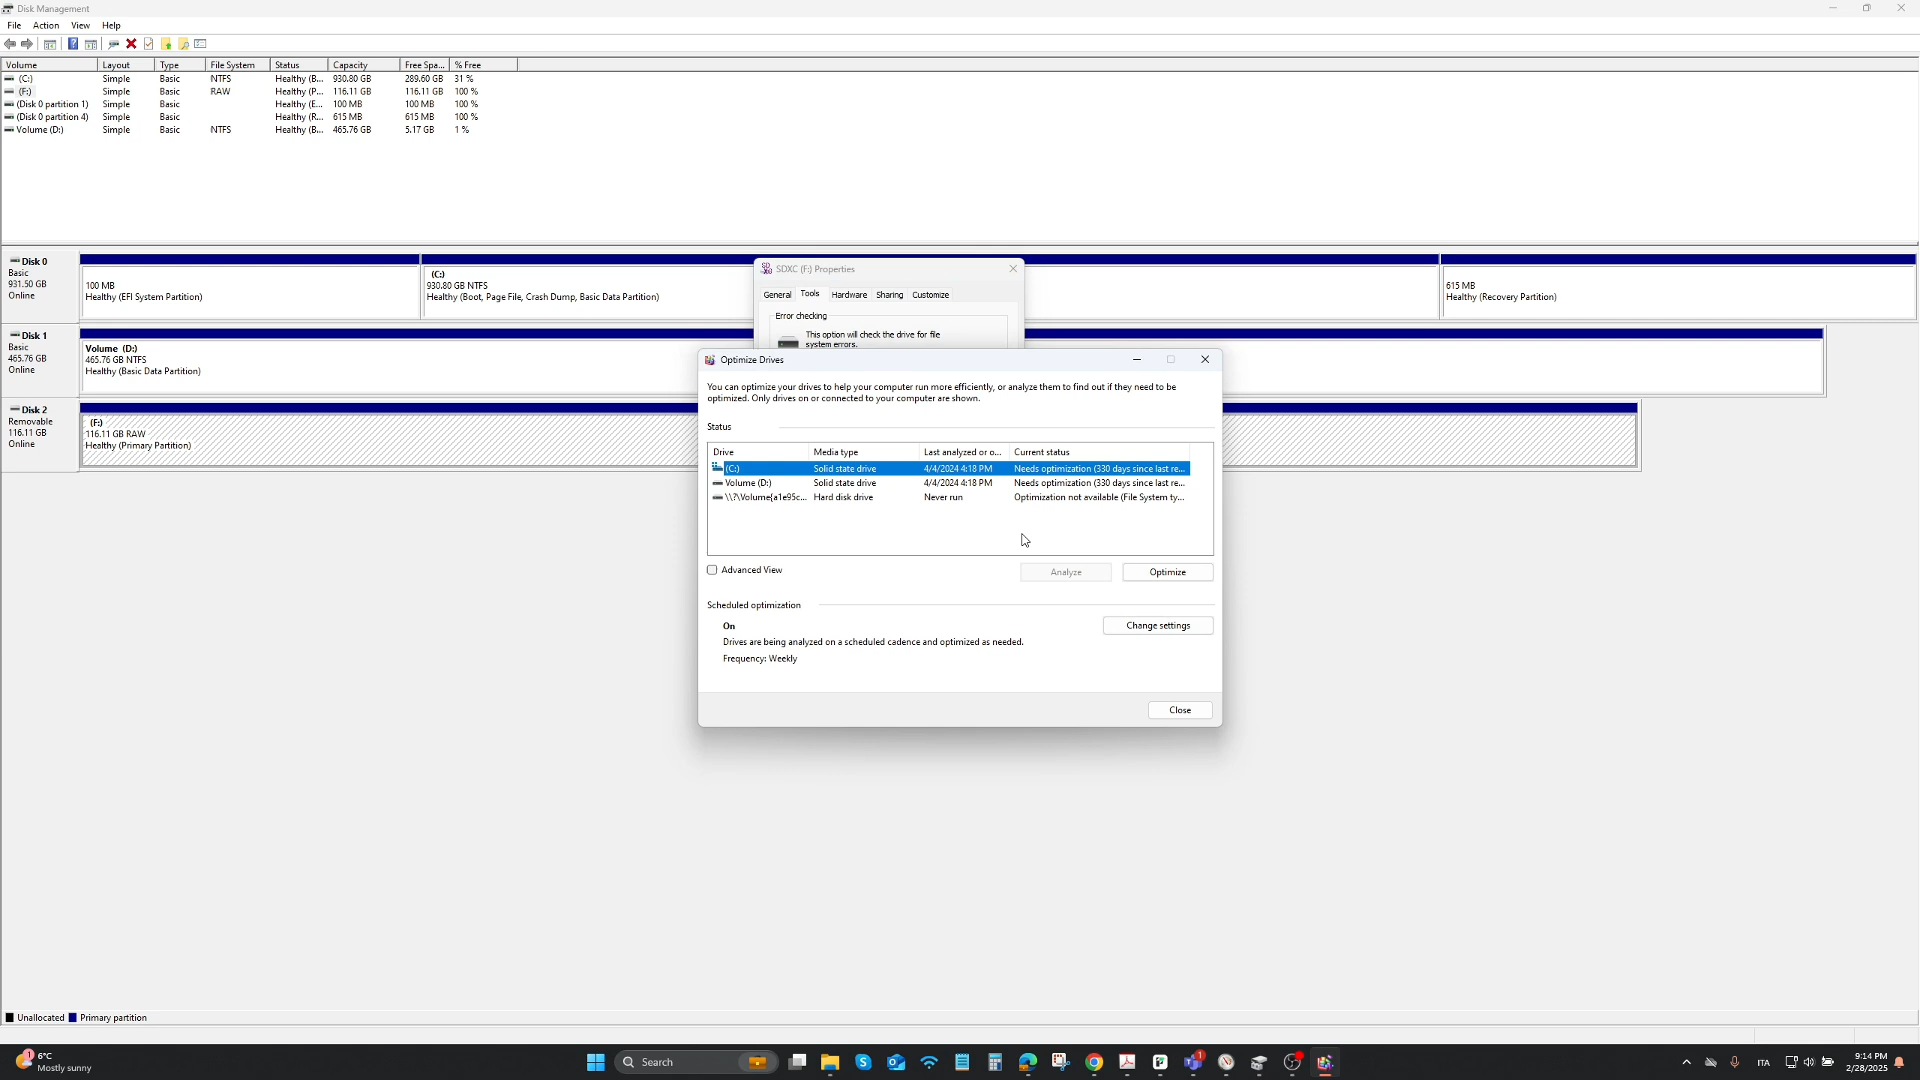 Disk Management
File Action View Help
Volume Layout Type File System Status Capacity Free Spa... % Free
(C:) Simple Basic NTFS Healthy (B... 930.80 GB 289.60 GB 31 %
(F:) Simple Basic RAW Healthy (P... 116.11 GB 116.11 GB 100 %
(Disk 0 partition 1) Simple Basic Healthy (E... 100 MB 100 MB 100 %
(Disk 0 partition 4) Simple Basic Healthy (R... 615 MB 615 MB 100 %
Volume (D:) Simple Basic NTFS Healthy (B... 465.76 GB 5.17 GB 1 %
Disk 0
Basic
931.50 GB
Online
100 MB
Healthy (EFI System Partition)
(C:)
930.80 GB NTFS
Healthy (Boot, Page File, Crash Dump, Basic Data Partition)
615 MB
Healthy (Recovery Partition)
Disk 1
Basic
465.76 GB
Online
Volume (D:)
465.76 GB NTFS
Healthy (Basic Data Partition)
Disk 2
Removable
116.11 GB
Online
(F:)
116.11 GB RAW
Healthy (Primary Partition)
SDXC (F:) Properties
General Tools Hardware Sharing Customize
Error checking
This option will check the drive for file
system errors.
Optimize Drives
You can optimize your drives to help your computer run more efficiently, or analyze them to find out if they need to be
optimized. Only drives on or connected to your computer are shown.
Status
Drive Media type Last analyzed or o... Current status
(C:) Solid state drive 4/4/2024 4:18 PM Needs optimization (330 days since last re...
Volume (D:) Solid state drive 4/4/2024 4:18 PM Needs optimization (330 days since last re...
\\?\Volume{a1e95c... Hard disk drive Never run Optimization not available (File System ty...
Advanced View
Analyze
Optimize
Scheduled optimization
On
Drives are being analyzed on a scheduled cadence and optimized as needed.
Frequency: Weekly
Change settings
Close
Unallocated Primary partition
1
6°C
Mostly sunny
Search
1
ITA
9:14 PM
2/28/2025